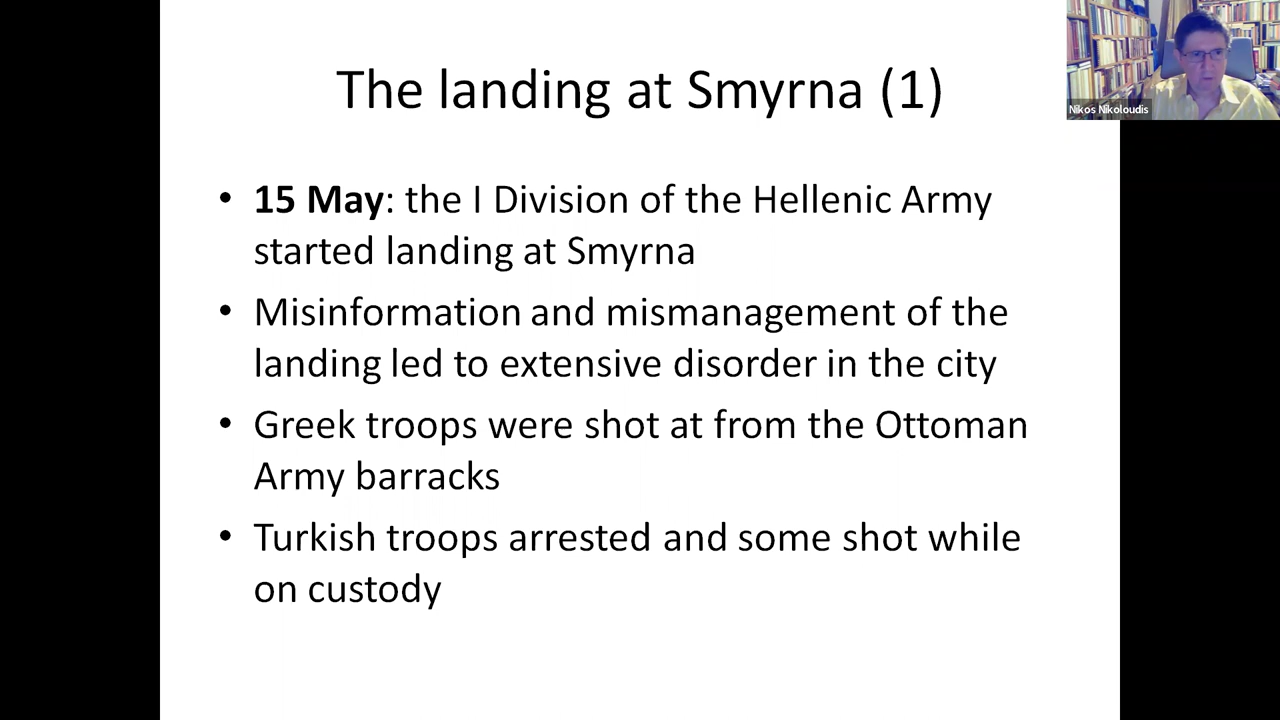 The landing at Smyrna (1)
Nikos Nikoloudis
• 15 May: the I Division of the Hellenic Army
started landing at Smyrna
• Misinformation and mismanagement of the
landing led to extensive disorder in the city
• Greek troops were shot at from the Ottoman
Army barracks
• Turkish troops arrested and some shot while
on custody